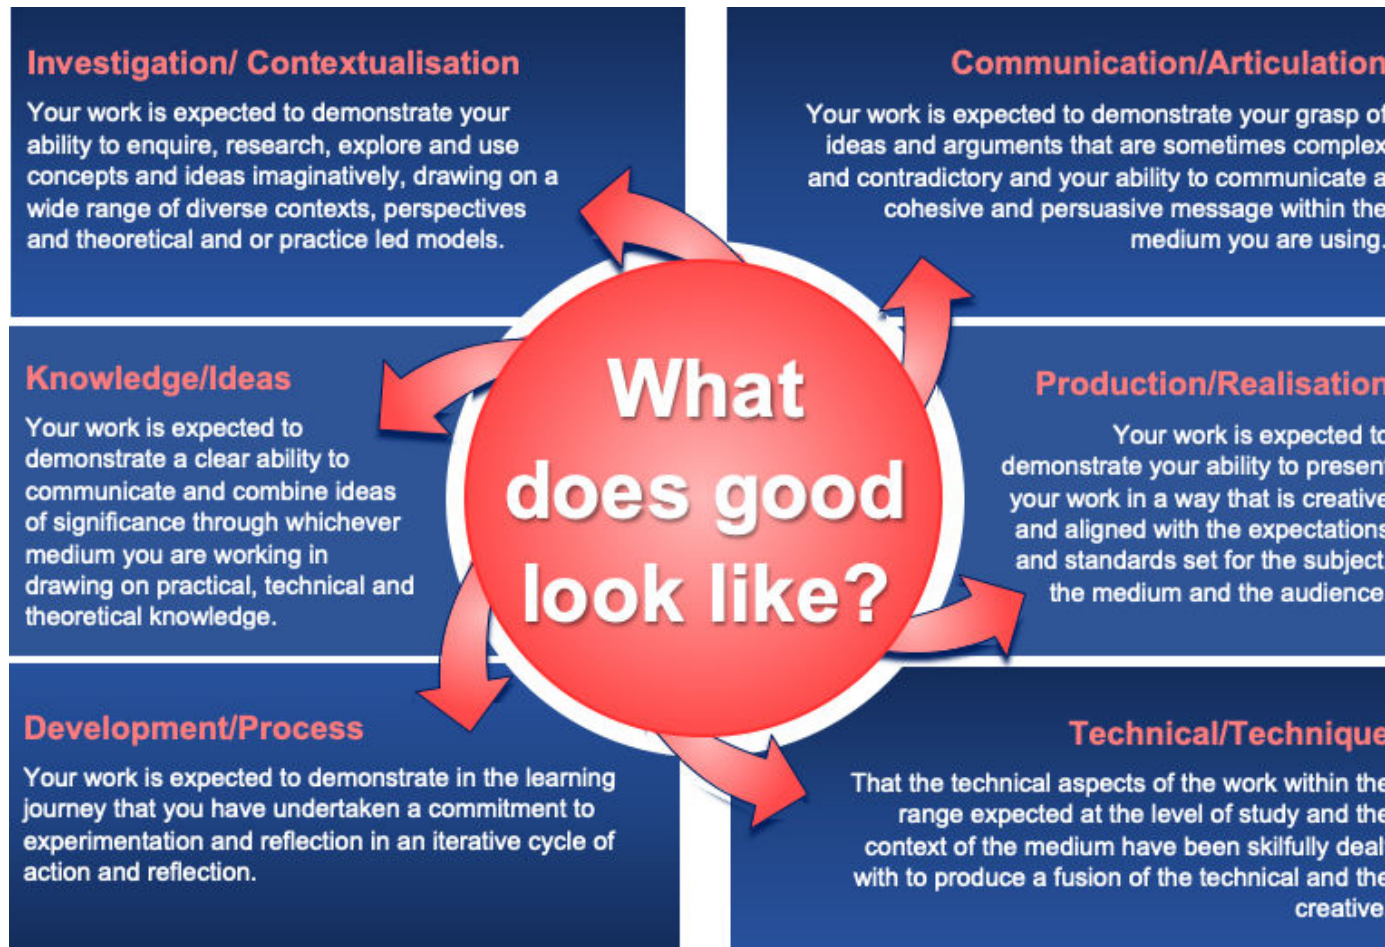 Investigation/ Contextualisation
Your work is expected to demonstrate your
ability to enquire, research, explore and use
concepts and ideas imaginatively, drawing on a
wide range of diverse contexts, perspectives
and theoretical and or practice led models.
Communication/Articulation
Your work is expected to demonstrate your grasp of
ideas and arguments that are sometimes complex
and contradictory and your ability to communicate a
cohesive and persuasive message within the
medium you are using.
Knowledge/Ideas
Your work is expected to
demonstrate a clear ability to
communicate and combine ideas
of significance through whichever
medium you are working in
drawing on practical, technical and
theoretical knowledge.
What
does good
look like?
Production/Realisation
Your work is expected to
demonstrate your ability to present
your work in a way that is creative
and aligned with the expectations
and standards set for the subject
the medium and the audience
Development/Process
Your work is expected to demonstrate in the learning
journey that you have undertaken a commitment to
experimentation and reflection in an iterative cycle of
action and reflection.
Technical/Technique
That the technical aspects of the work within the
range expected at the level of study and the
context of the medium have been skilfully deal
with to produce a fusion of the technical and the
creative